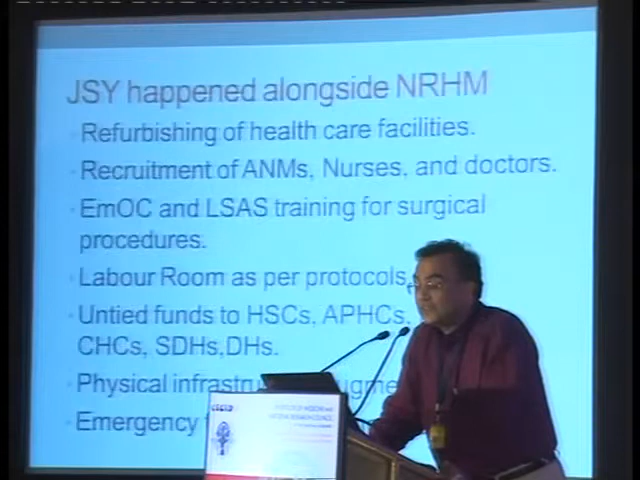 JSY happened alongside NRHM
Refurbishing of health care facilities.
Recruitment of ANMs, Nurses, and doctors.
EmOC and LSAS training for surgical
procedures.
Labour Room as per protocols,
Untied funds to HSCs, APHCs,
CHCs, SDHs,DHs.
Physical
Emergency